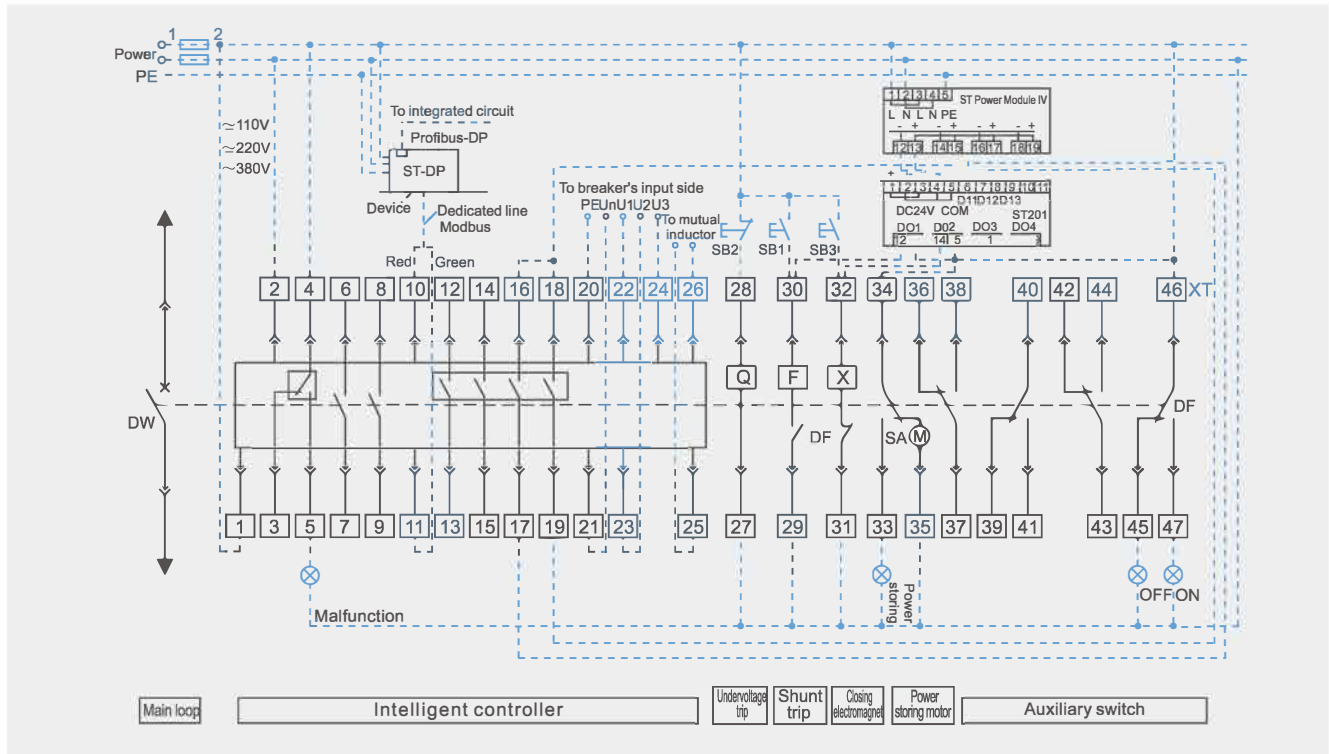 1 2
Power
PE
≃110V
≃220V
~380V
To integrated circuit
Profibus-DP
ST-DP
Device
Dedicated line
Modbus
Red
Green
To breaker's input side
PEUnU1U2U3
To mutual
inductor
SB2
SB1
SB3
1 2 3 4 5
ST Power Module IV
L N L N PE
- + - + - + - +
12 13 14 15 16 17 18 19
+ -
1 2 3 4 5 6 7 8 9 10 11
D11D12D13
DC24V COM
ST201
DO1 D02 DO3 DO4
2 14 5 1
2 4 6 8 10 12 14 16 18 20 22 24 26 28 30 32 34 36 38 40 42 44 46 XT
Q F X
DW
DF
SA M
DF
1 3 5 7 9 11 13 15 17 19 21 23 25 27 29 31 33 35 37 39 41 43 45 47
Malfunction
Power
storing
OFF ON
Main loop
Intelligent controller
Undervoltage
trip
Shunt
trip
Closing
electromagnet
Power
storing motor
Auxiliary switch